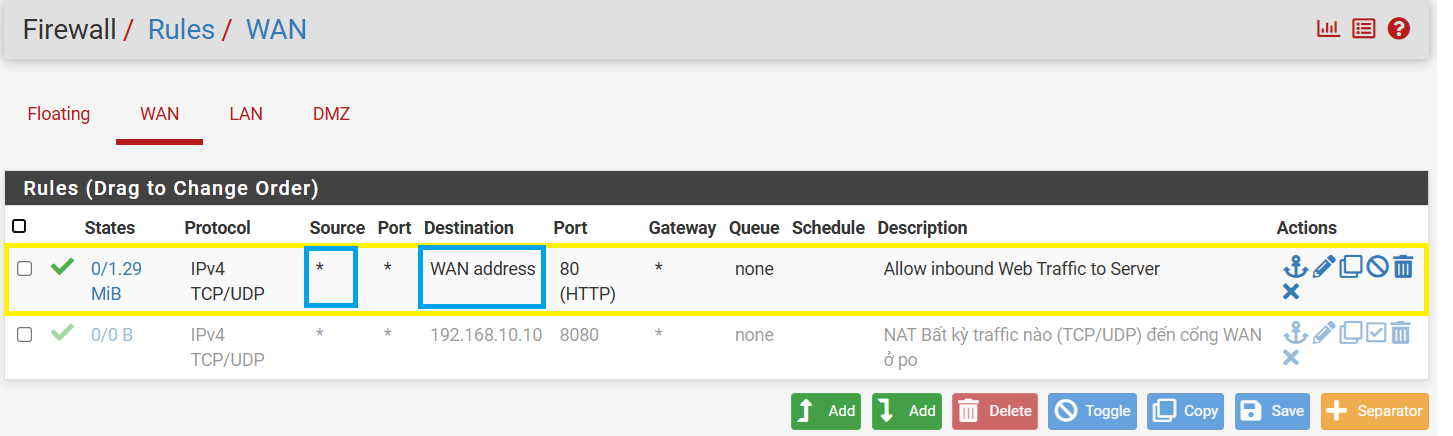 Firewall / Rules / WAN
Floating WAN LAN DMZ
Rules (Drag to Change Order)
States Protocol Source Port Destination Port Gateway Queue Schedule Description Actions
0/1.29 IPv4 * * WAN address 80 * none Allow inbound Web Traffic to Server
MiB TCP/UDP (HTTP)
0/0 B IPv4 * * 192.168.10.10 8080 * none NAT Bất kỳ traffic nào (TCP/UDP) đến cổng WAN
TCP/UDP ở po
Add Add Delete Toggle Copy Save Separator